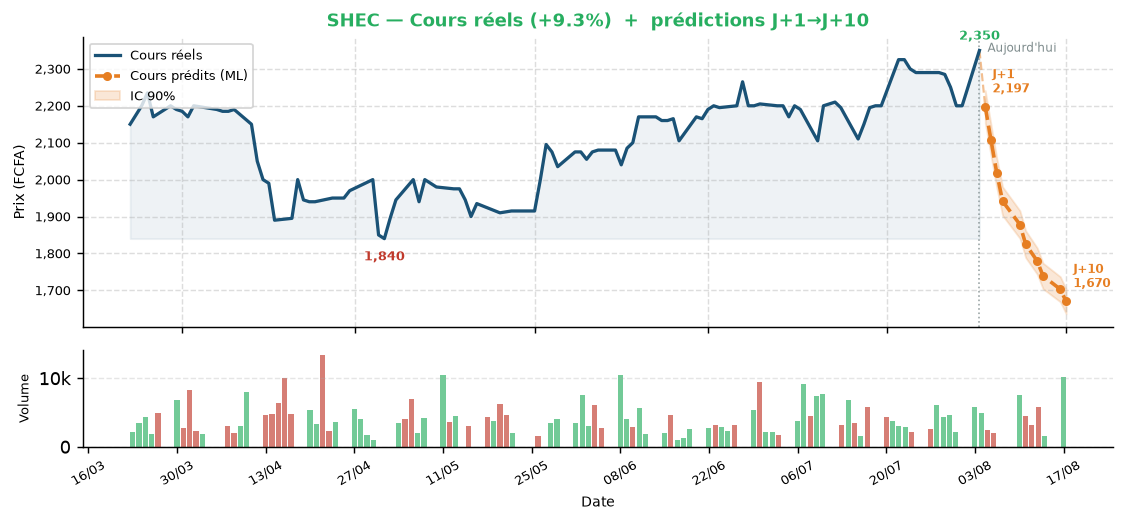 SHEC — Cours réels (+9.3%) + prédictions J+1→J+10
Cours réels
Cours prédits (ML)
IC 90%
2,350
Aujourd'hui
J+1
2,197
J+10
1,670
1,840
Prix (FCFA)
2,300
2,200
2,100
2,000
1,900
1,800
1,700
Volume
10k
0
16/03
30/03
13/04
27/04
11/05
25/05
08/06
22/06
06/07
20/07
03/08
17/08
Date